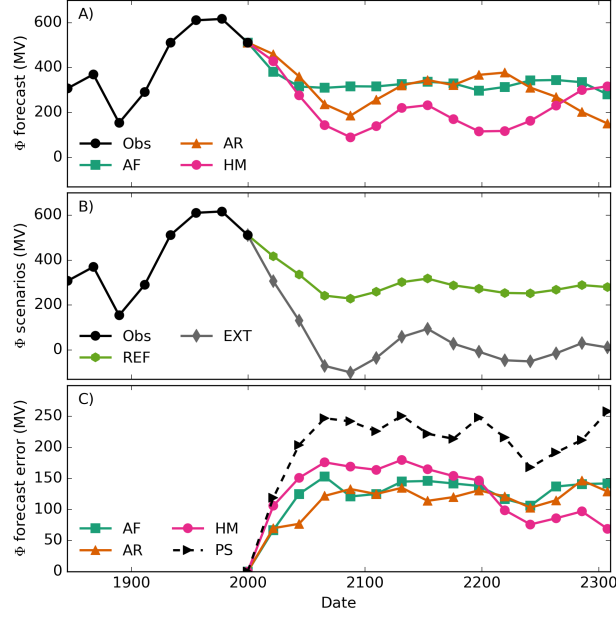 A)
600
400
200
0
Φ forecast (MV)
Obs
AF
AR
HM
B)
600
400
200
0
Φ scenarios (MV)
Obs
REF
EXT
C)
250
200
150
100
50
0
Φ forecast error (MV)
AF
AR
HM
PS
1900
2000
2100
2200
2300
Date